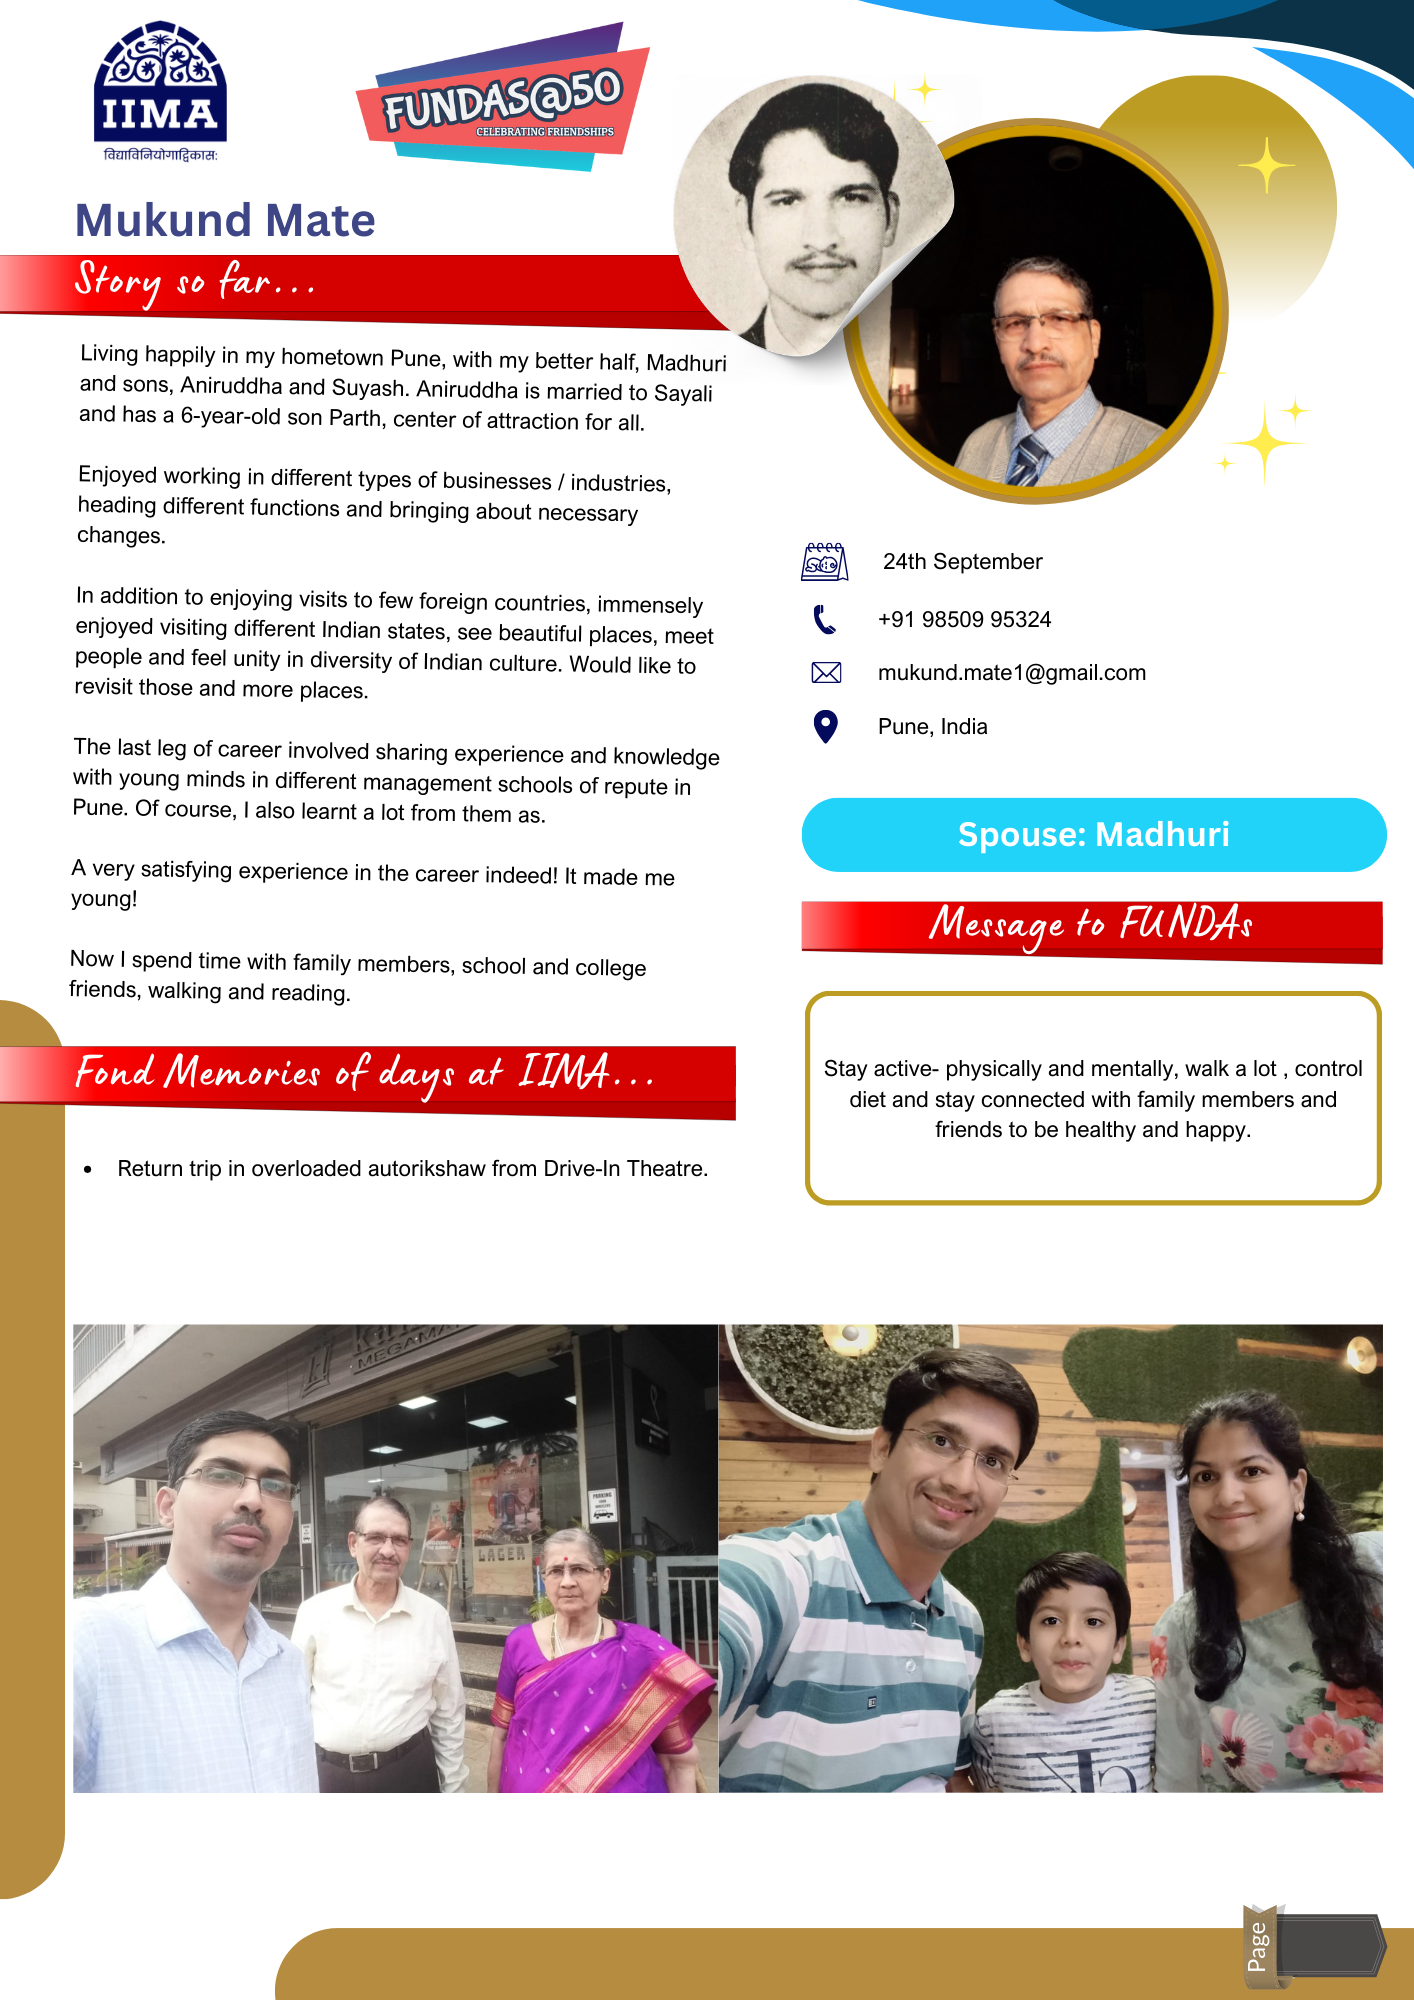 IIMA
विद्याविनियोगाद्विकास:
FUNDAS@50
CELEBRATING FRIENDSHIPS
Mukund Mate
Story so far...
Living happily in my hometown Pune, with my better half, Madhuri
and sons, Aniruddha and Suyash. Aniruddha is married to Sayali
and has a 6-year-old son Parth, center of attraction for all.
Enjoyed working in different types of businesses / industries,
heading different functions and bringing about necessary
changes.
In addition to enjoying visits to few foreign countries, immensely
enjoyed visiting different Indian states, see beautiful places, meet
people and feel unity in diversity of Indian culture. Would like to
revisit those and more places.
The last leg of career involved sharing experience and knowledge
with young minds in different management schools of repute in
Pune. Of course, I also learnt a lot from them as.
A very satisfying experience in the career indeed! It made me
young!
Now I spend time with family members, school and college
friends, walking and reading.
Fond Memories of days at IIMA...
• Return trip in overloaded autorikshaw from Drive-In Theatre.
24th September
+91 98509 95324
mukund.mate1@gmail.com
Pune, India
Spouse: Madhuri
Message to FUNDAs
Stay active- physically and mentally, walk a lot , control
diet and stay connected with family members and
friends to be healthy and happy.
MEGAMA
PARKING
LAGER
Page